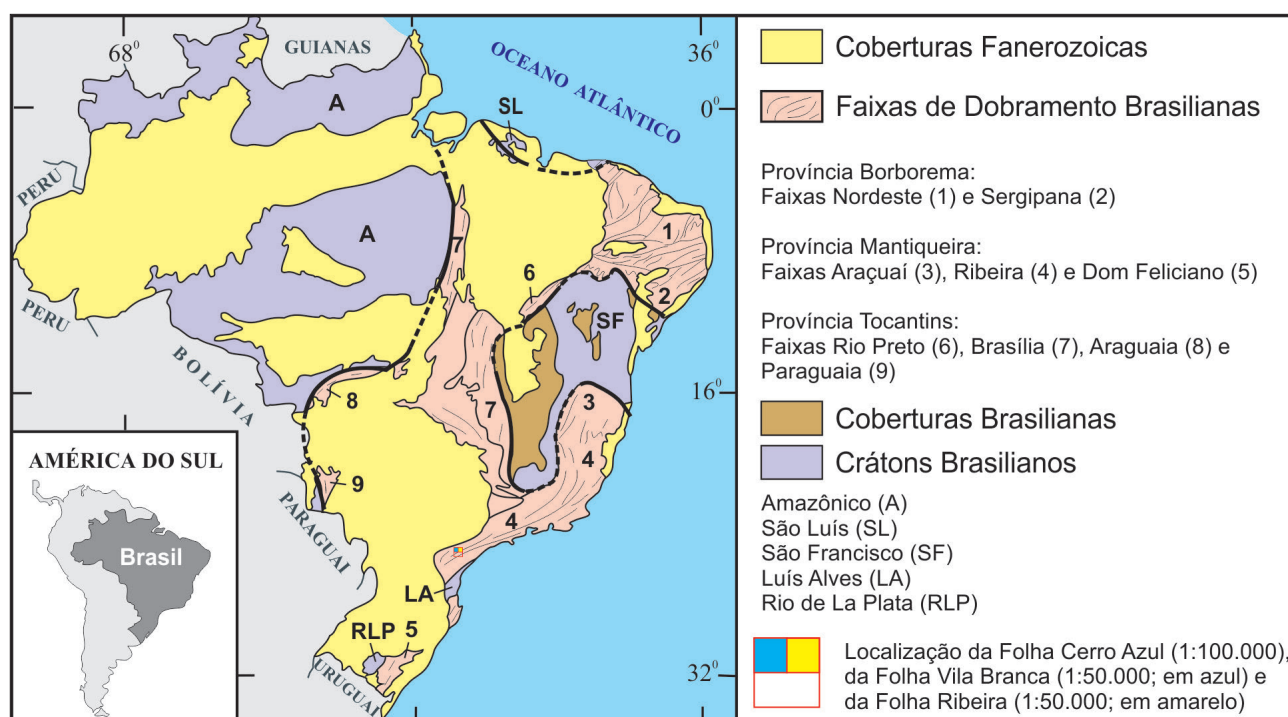 68⁰
GUIANAS
OCEANO ATLÂNTICO
36⁰
0⁰
A
SL
PERU
A
7
1
6
2
SF
PERU
BOLÍVIA
16⁰
8
7
3
4
9
PARAGUAI
4
LA
RLP
5
URUGUAI
32⁰
AMÉRICA DO SUL
Brasil
Coberturas Fanerozoicas
Faixas de Dobramento Brasilianas
Província Borborema:
Faixas Nordeste (1) e Sergipana (2)
Província Mantiqueira:
Faixas Araçuaí (3), Ribeira (4) e Dom Feliciano (5)
Província Tocantins:
Faixas Rio Preto (6), Brasília (7), Araguaia (8) e
Paraguaia (9)
Coberturas Brasilianas
Crátons Brasilianos
Amazônico (A)
São Luís (SL)
São Francisco (SF)
Luís Alves (LA)
Rio de La Plata (RLP)
Localização da Folha Cerro Azul (1:100.000),
da Folha Vila Branca (1:50.000; em azul) e
da Folha Ribeira (1:50.000; em amarelo)